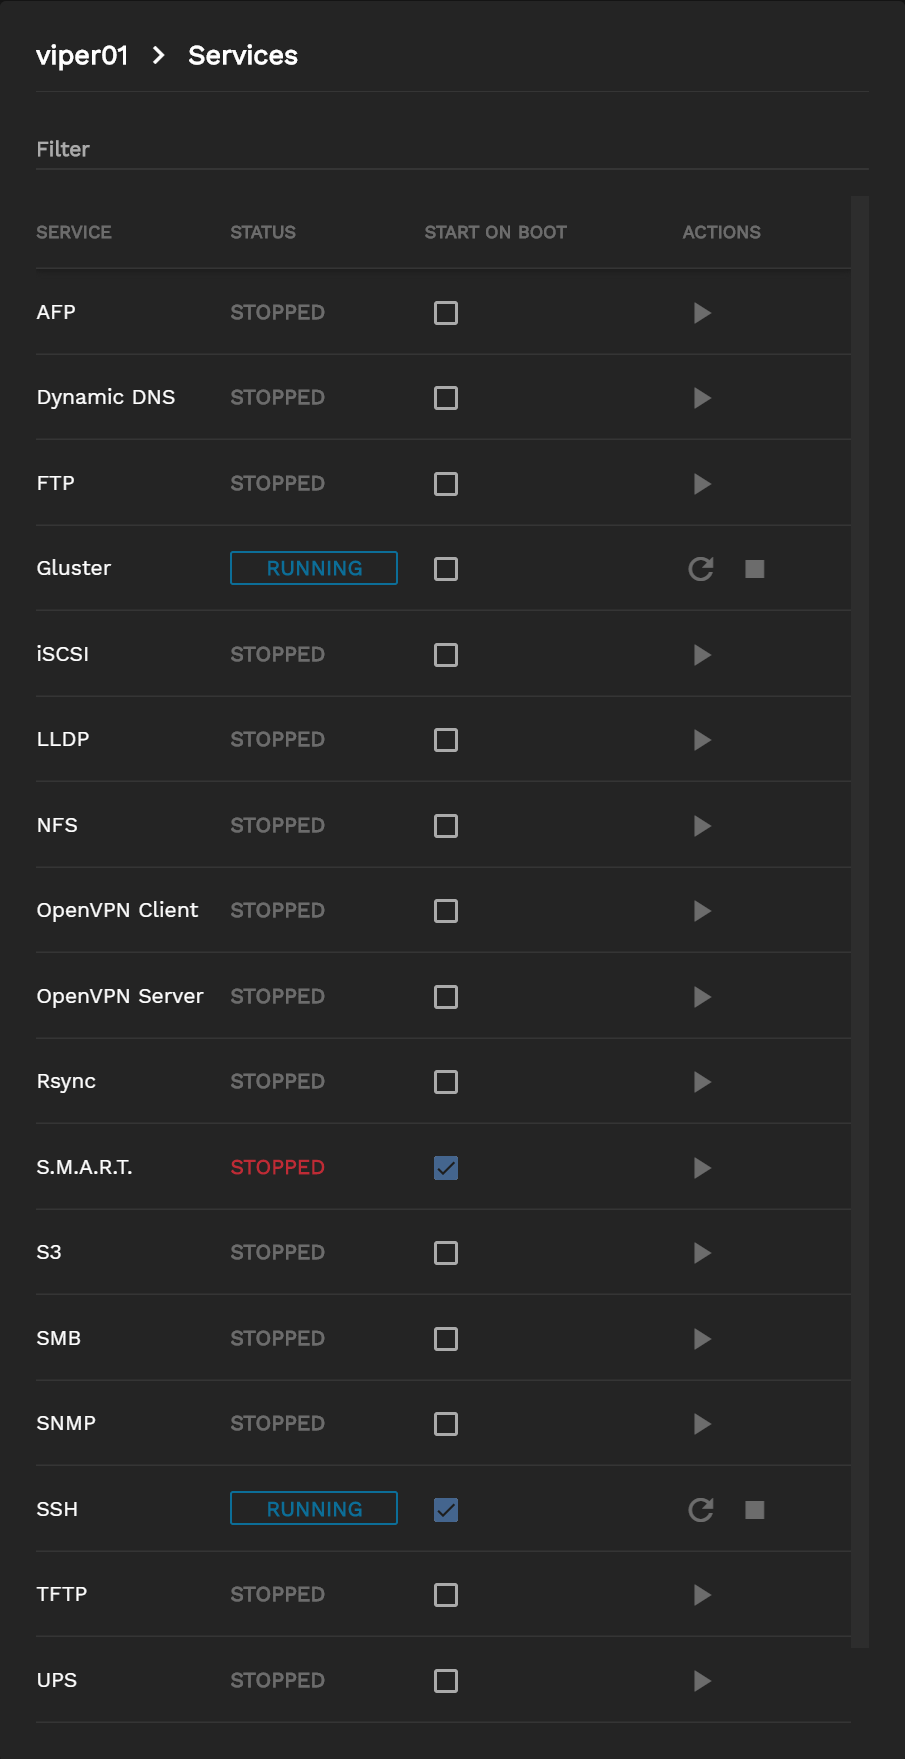 viper01 > Services
Filter
SERVICE STATUS START ON BOOT ACTIONS
AFP STOPPED
Dynamic DNS STOPPED
FTP STOPPED
Gluster RUNNING
iSCSI STOPPED
LLDP STOPPED
NFS STOPPED
OpenVPN Client STOPPED
OpenVPN Server STOPPED
Rsync STOPPED
S.M.A.R.T. STOPPED
S3 STOPPED
SMB STOPPED
SNMP STOPPED
SSH RUNNING
TFTP STOPPED
UPS STOPPED